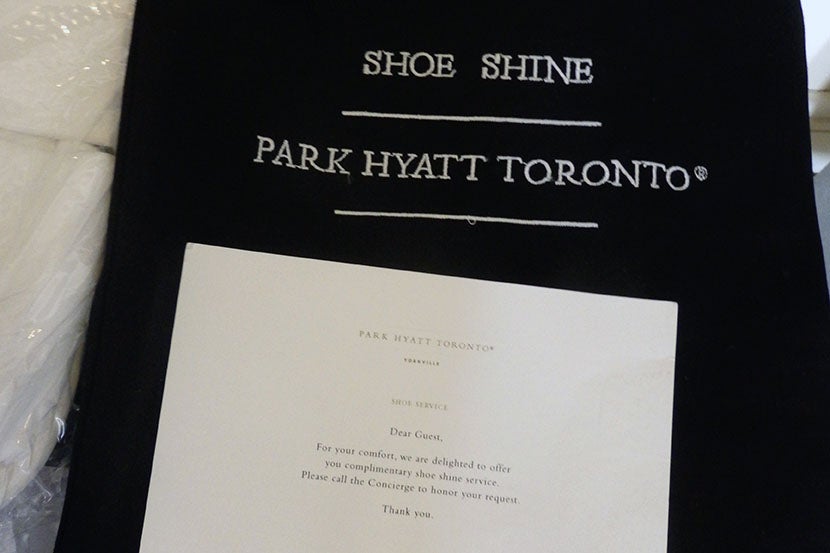 SHOE SHINE
PARK HYATT TORONTO®
PARK HYATT TORONTO®
YORKVILLE
SHOE SERVICE
Dear Guest,
For your comfort, we are delighted to offer
you complimentary shoe shine service.
Please call the Concierge to honor your request.
Thank you.